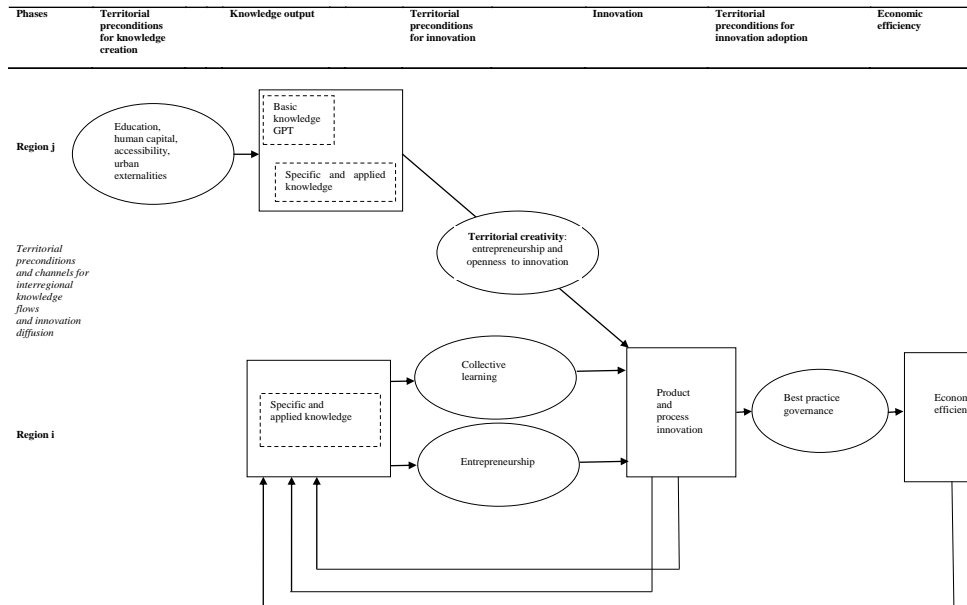 Phases
Territorial
preconditions
for knowledge
creation
Knowledge output
Territorial
preconditions
for innovation
Innovation
Territorial
preconditions for
innovation adoption
Economic
efficiency
Region j
Education,
human capital,
accessibility,
urban
externalities
Basic
knowledge
GPT
Specific and applied
knowledge
Territorial creativity:
entrepreneurship and
openness to innovation
Territorial
preconditions
and channels for
interregional
knowledge
flows
and innovation
diffusion
Region i
Specific and
applied knowledge
Collective
learning
Entrepreneurship
Product
and
process
innovation
Best practice
governance
Econom
efficien